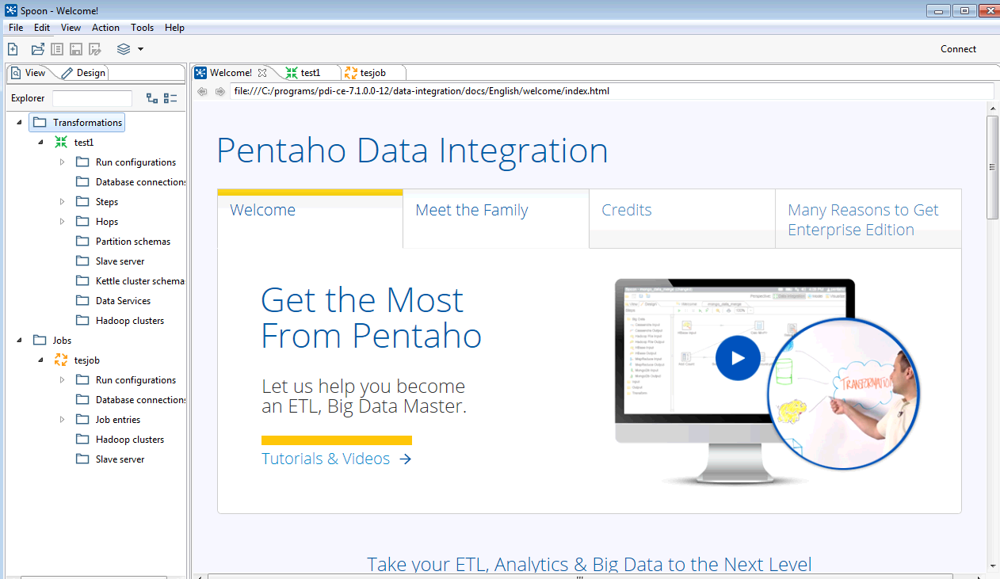 Spoon - Welcome!
File Edit View Action Tools Help
Connect
View Design
Explorer
Transformations
test1
Run configurations
Database connections
Steps
Hops
Partition schemas
Slave server
Kettle cluster schema
Data Services
Hadoop clusters
Jobs
tesjob
Run configurations
Database connections
Job entries
Hadoop clusters
Slave server
Welcome! test1 tesjob
file:///C:/programs/pdi-ce-7.1.0.0-12/data-integration/docs/English/welcome/index.html
Pentaho Data Integration
Welcome
Meet the Family
Credits
Many Reasons to Get
Enterprise Edition
Get the Most
From Pentaho
Let us help you become
an ETL, Big Data Master.
Tutorials & Videos
TRANSFORMATION
Take your ETL, Analytics & Big Data to the Next Level